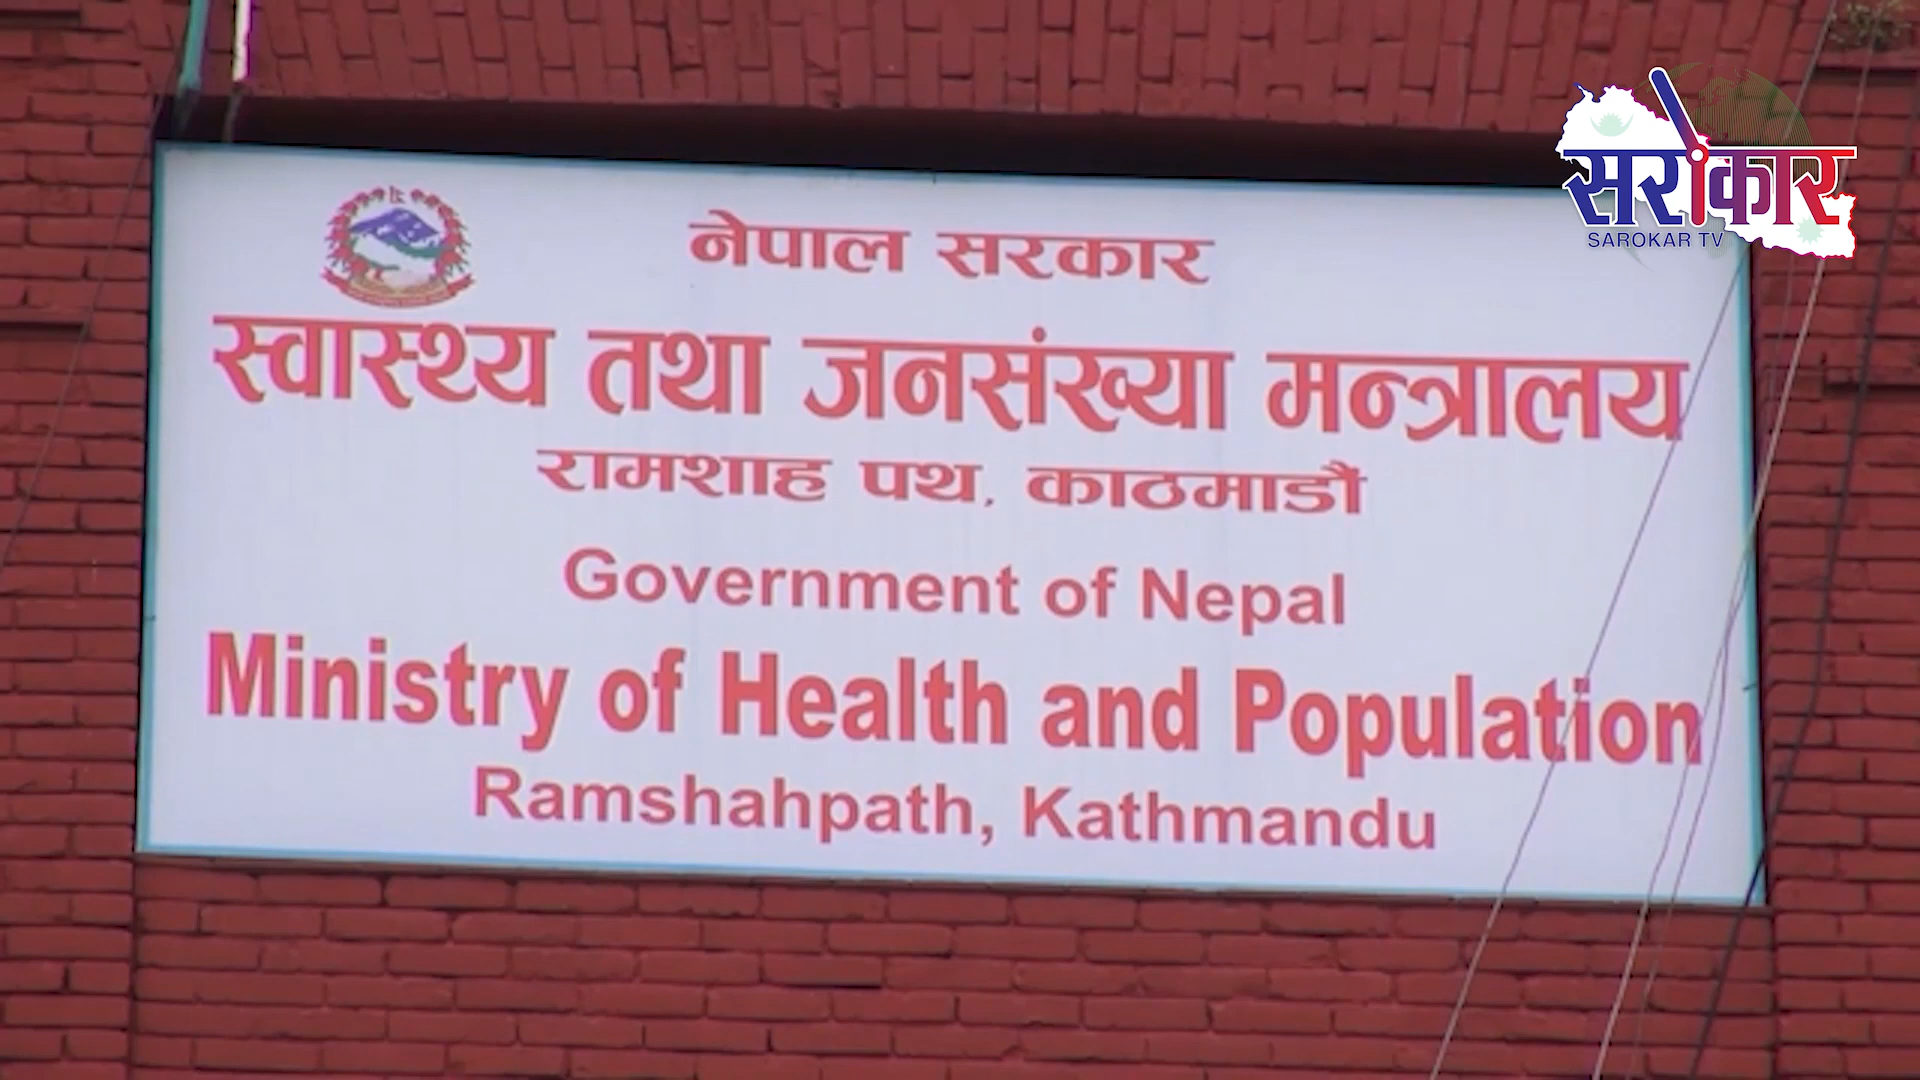 नेपाल सरकार
स्वास्थ्य तथा जनसंख्या मन्त्रालय
रामशाह पथ, काठमाडौं
Government of Nepal
Ministry of Health and Population
Ramshahpath, Kathmandu
सरोकार
SAROKAR TV